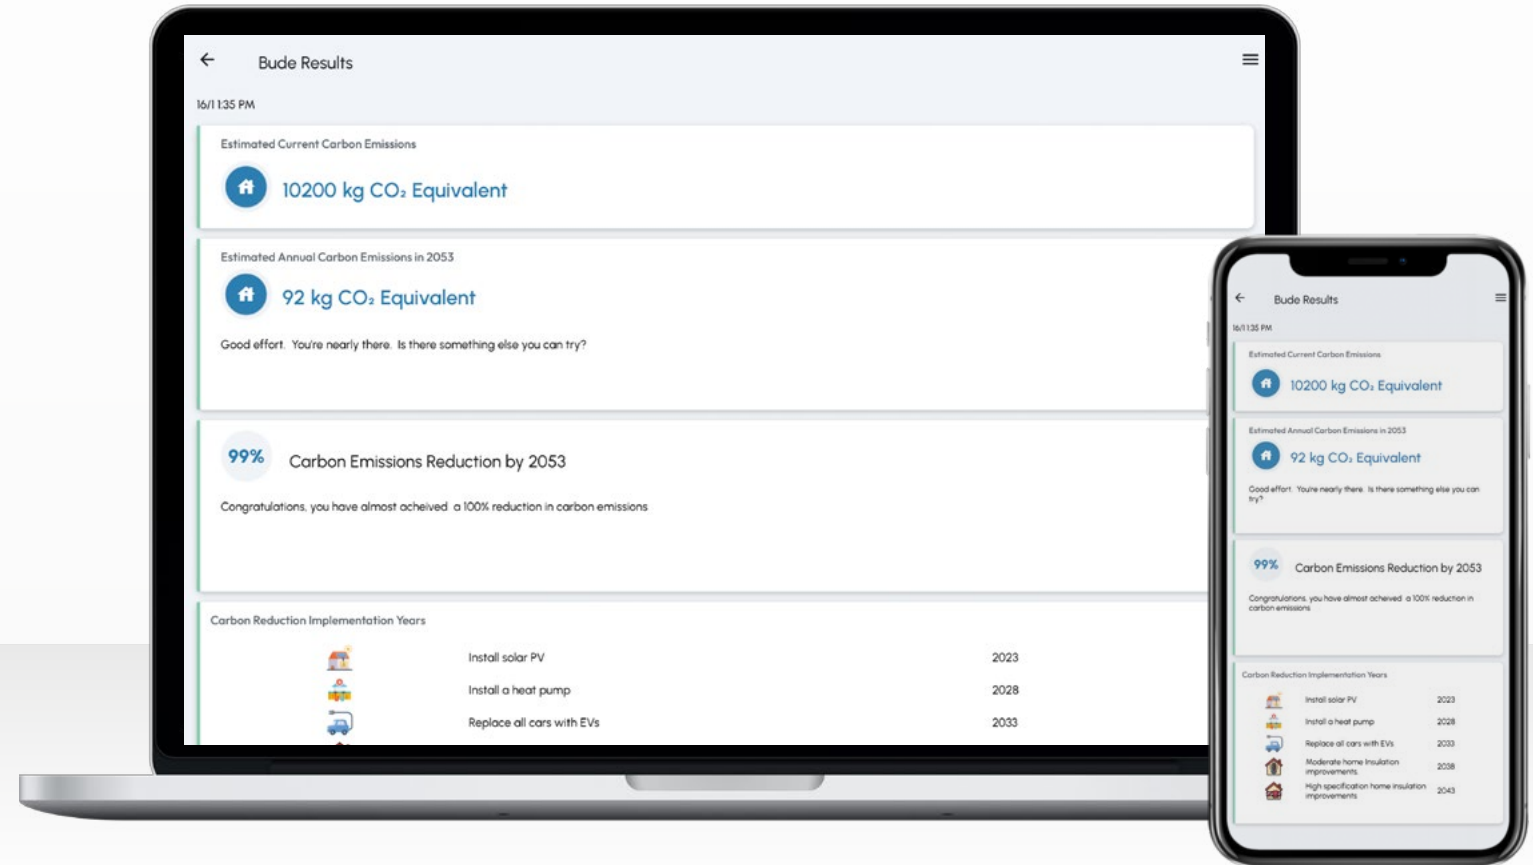 Bude Results
16/1 1:35 PM
Estimated Current Carbon Emissions
10200 kg CO₂ Equivalent
Estimated Annual Carbon Emissions in 2053
92 kg CO₂ Equivalent
Good effort. You're nearly there. Is there something else you can try?
99%
Carbon Emissions Reduction by 2053
Congratulations, you have almost acheived a 100% reduction in carbon emissions
Carbon Reduction Implementation Years
Install solar PV 2023
Install a heat pump 2028
Replace all cars with EVs 2033
Bude Results
16/1 1:35 PM
Estimated Current Carbon Emissions
10200 kg CO₂ Equivalent
Estimated Annual Carbon Emissions in 2053
92 kg CO₂ Equivalent
Good effort. You're nearly there. Is there something else you can
try?
99%
Carbon Emissions Reduction by 2053
Congratulations, you have almost acheived a 100% reduction in
carbon emissions
Carbon Reduction Implementation Years
Install solar PV 2023
Install a heat pump 2028
Replace all cars with EVs 2033
Moderate home Insulation
improvements. 2038
High specification home insulation
improvements 2043